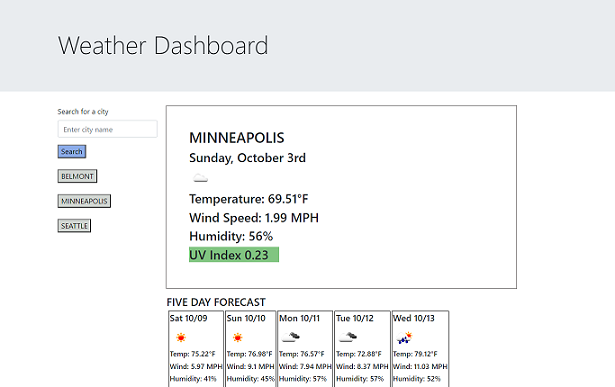 Weather Dashboard
Search for a city
Enter city name
Search
BELMONT
MINNEAPOLIS
SEATTLE
MINNEAPOLIS
Sunday, October 3rd
Temperature: 69.51°F
Wind Speed: 1.99 MPH
Humidity: 56%
UV Index 0.23
FIVE DAY FORECAST
Sat 10/09
Temp: 75.22°F
Wind: 5.97 MPH
Humidity: 41%
Sun 10/10
Temp: 76.98°F
Wind: 9.1 MPH
Humidity: 45%
Mon 10/11
Temp: 76.57°F
Wind: 7.94 MPH
Humidity: 57%
Tue 10/12
Temp: 72.88°F
Wind: 8.37 MPH
Humidity: 57%
Wed 10/13
Temp: 79.12°F
Wind: 11.03 MPH
Humidity: 52%